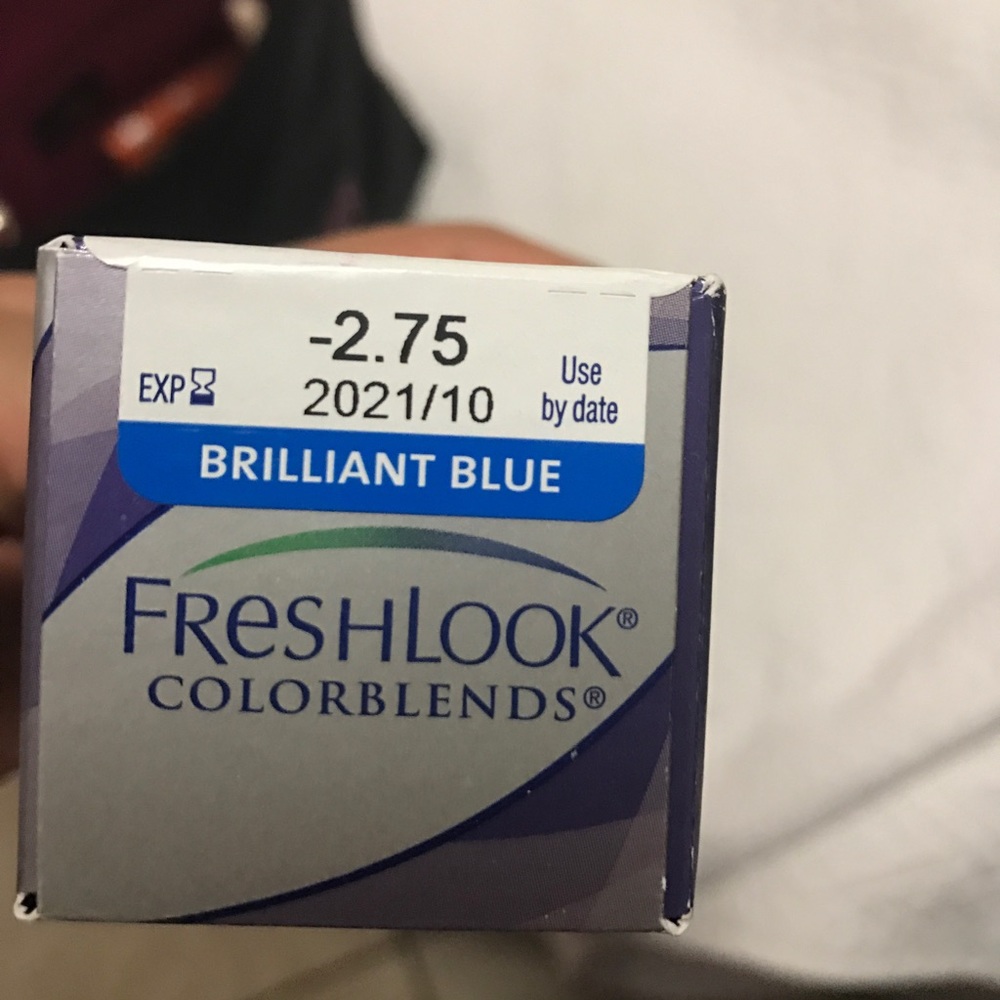 -2.75
EXP 2021/10 Use by date
BRILLIANT BLUE
FRESHLOOK®
COLORBLENDS®